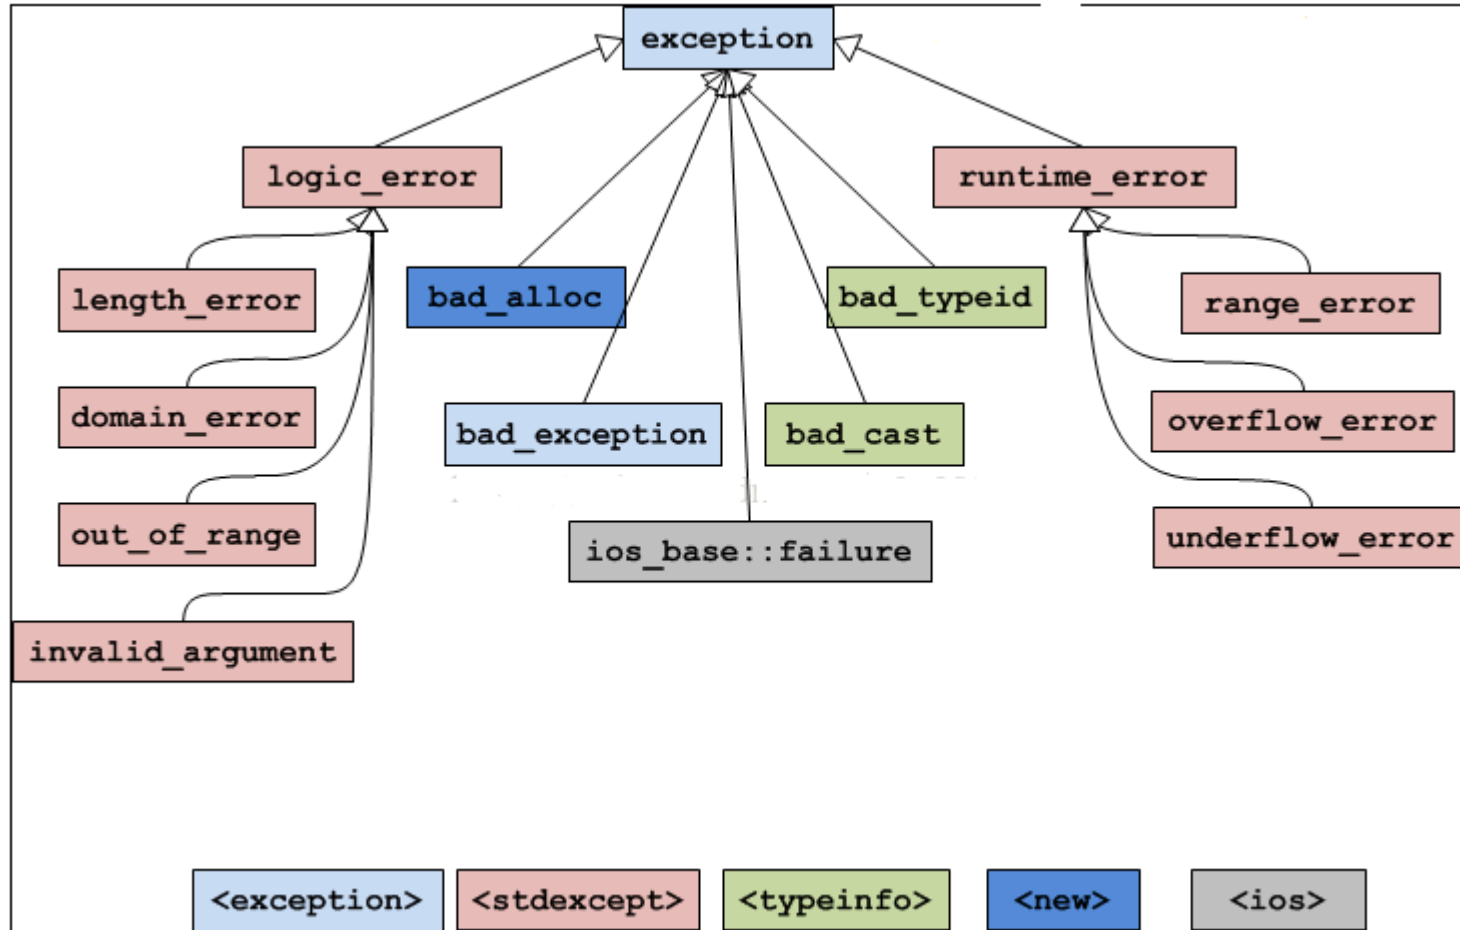 exception
logic_error
runtime_error
length_error
bad_alloc
bad_typeid
range_error
domain_error
bad_exception
bad_cast
overflow_error
out_of_range
ios_base::failure
underflow_error
invalid_argument
<exception>
<stdexcept>
<typeinfo>
<new>
<ios>